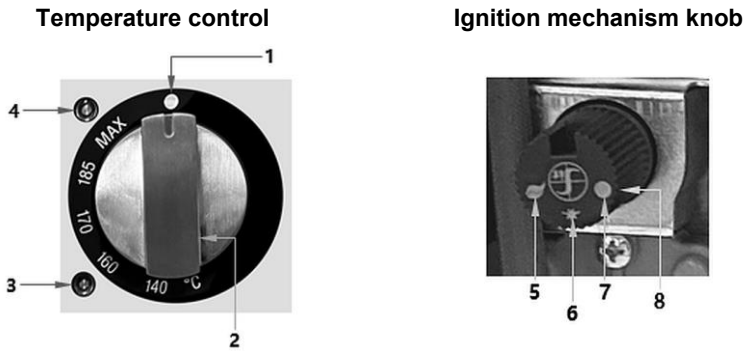 Temperature control
Ignition mechanism knob
1
4
MAX
185
170
160
140 °C
3
2
5
6
7
8